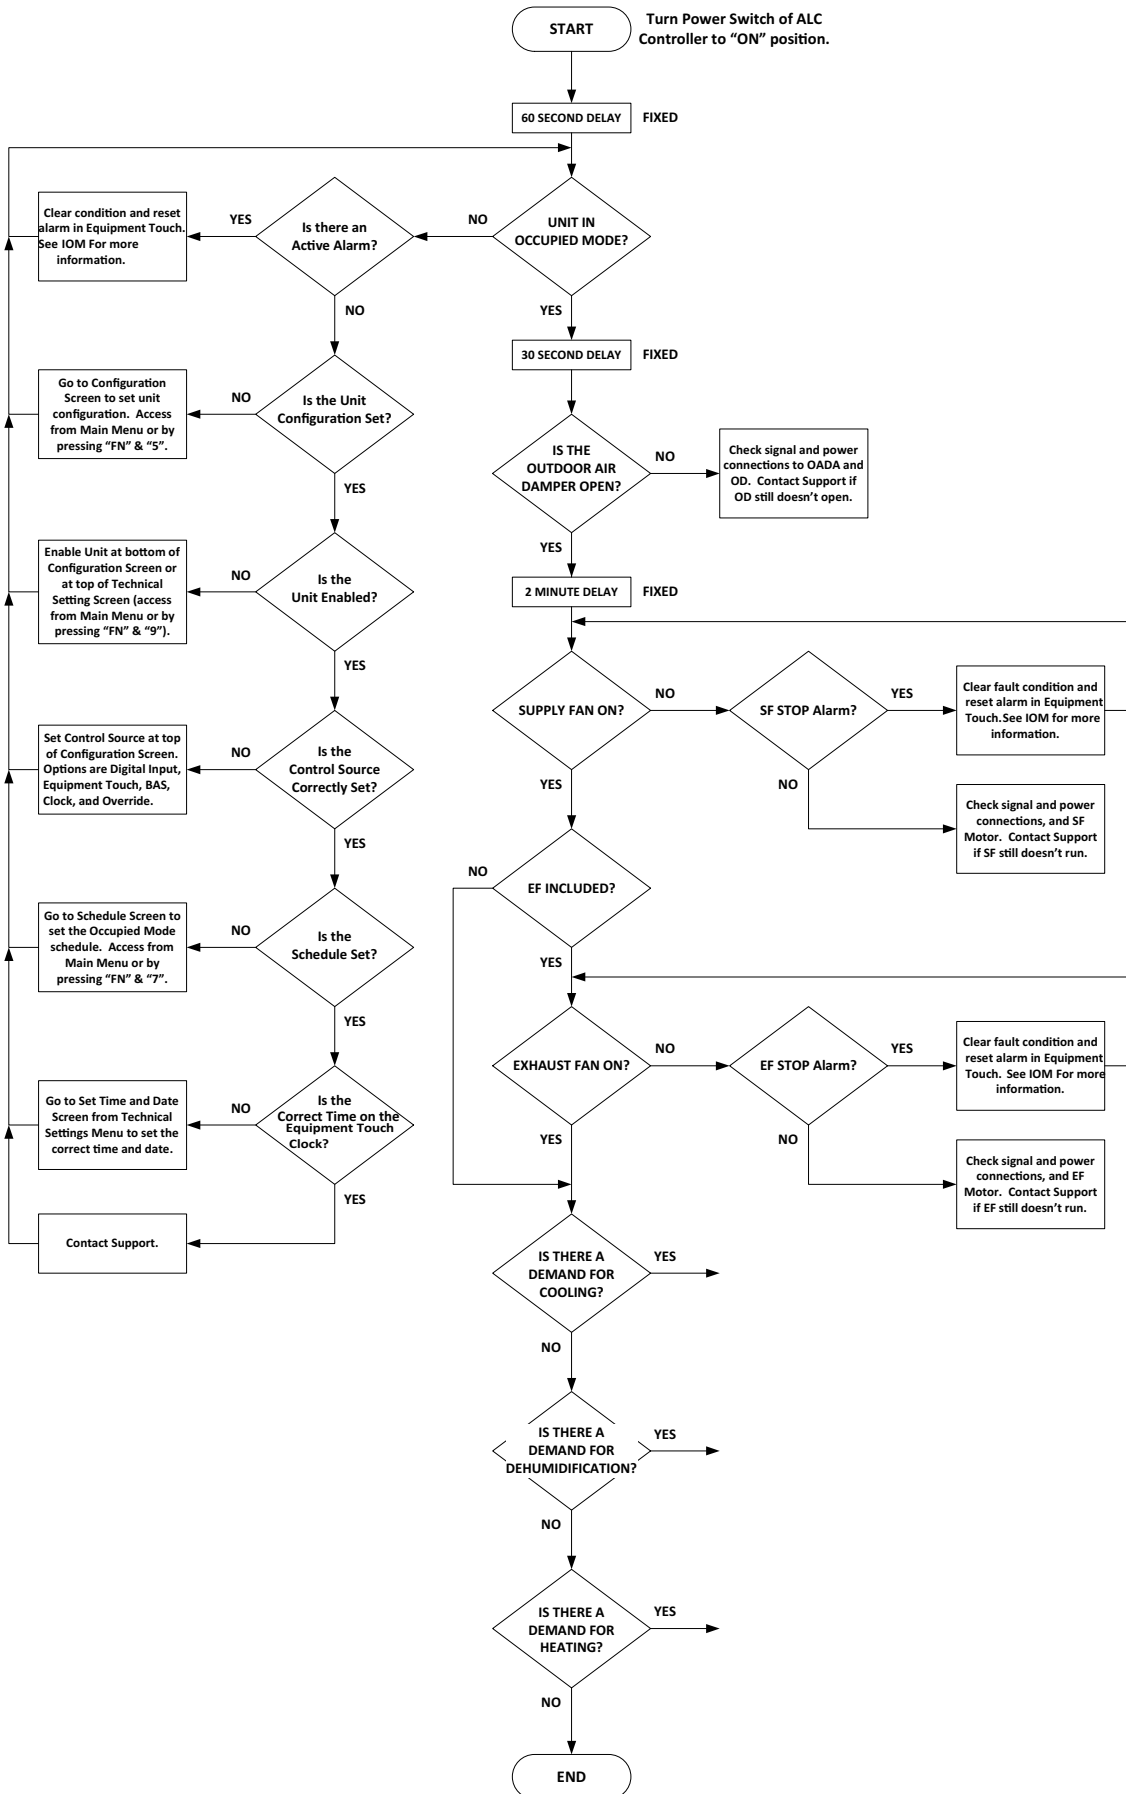 START
Turn Power Switch of ALC
Controller to “ON” position.
60 SECOND DELAY
FIXED
UNIT IN
OCCUPIED MODE?
NO
Is there an
Active Alarm?
YES
Clear condition and reset
alarm in Equipment Touch.
See IOM For more
information.
NO
YES
30 SECOND DELAY
FIXED
Is the Unit
Configuration Set?
NO
Go to Configuration
Screen to set unit
configuration. Access
from Main Menu or by
pressing “FN” & “5”.
YES
IS THE
OUTDOOR AIR
DAMPER OPEN?
NO
Check signal and power
connections to OADA and
OD. Contact Support if
OD still doesn’t open.
YES
Is the
Unit Enabled?
NO
Enable Unit at bottom of
Configuration Screen or
at top of Technical
Setting Screen (access
from Main Menu or by
pressing “FN” & “9”).
YES
2 MINUTE DELAY
FIXED
SUPPLY FAN ON?
NO
SF STOP Alarm?
YES
Clear fault condition and
reset alarm in Equipment
Touch.See IOM for more
information.
NO
Check signal and power
connections, and SF
Motor. Contact Support
if SF still doesn’t run.
YES
Is the
Control Source
Correctly Set?
NO
Set Control Source at top
of Configuration Screen.
Options are Digital Input,
Equipment Touch, BAS,
Clock, and Override.
YES
EF INCLUDED?
NO
YES
Is the
Schedule Set?
NO
Go to Schedule Screen to
set the Occupied Mode
schedule. Access from
Main Menu or by
pressing “FN” & “7”.
YES
EXHAUST FAN ON?
NO
EF STOP Alarm?
YES
Clear fault condition and
reset alarm in Equipment
Touch. See IOM For more
information.
NO
Check signal and power
connections, and EF
Motor. Contact Support
if EF still doesn’t run.
YES
Is the
Correct Time on the
Equipment Touch
Clock?
NO
Go to Set Time and Date
Screen from Technical
Settings Menu to set the
correct time and date.
YES
Contact Support.
IS THERE A
DEMAND FOR
COOLING?
YES
NO
IS THERE A
DEMAND FOR
DEHUMIDIFICATION?
YES
NO
IS THERE A
DEMAND FOR
HEATING?
YES
NO
END